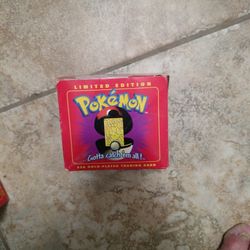 LIMITED EDITION
POKéMON
Gotta catch 'em all!
23K GOLD-PLATED TRADING CARD